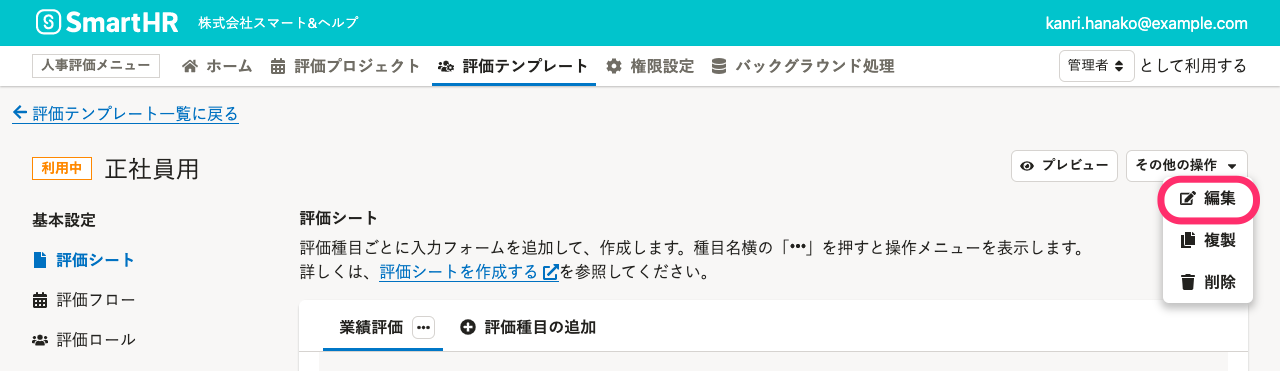 SmartHR 株式会社スマート&ヘルプ kanri.hanako@example.com
人事評価メニュー ホーム 評価プロジェクト 評価テンプレート 権限設定 バックグラウンド処理 管理者 として利用する
評価テンプレート一覧に戻る
利用中 正社員用 プレビュー その他の操作
編集
複製
削除
基本設定
評価シート
評価フロー
評価ロール
評価シート
評価種目ごとに入力フォームを追加して、作成します。種目名横の「•••」を押すと操作メニューを表示します。
詳しくは、評価シートを作成するを参照してください。
業績評価 ••• 評価種目の追加